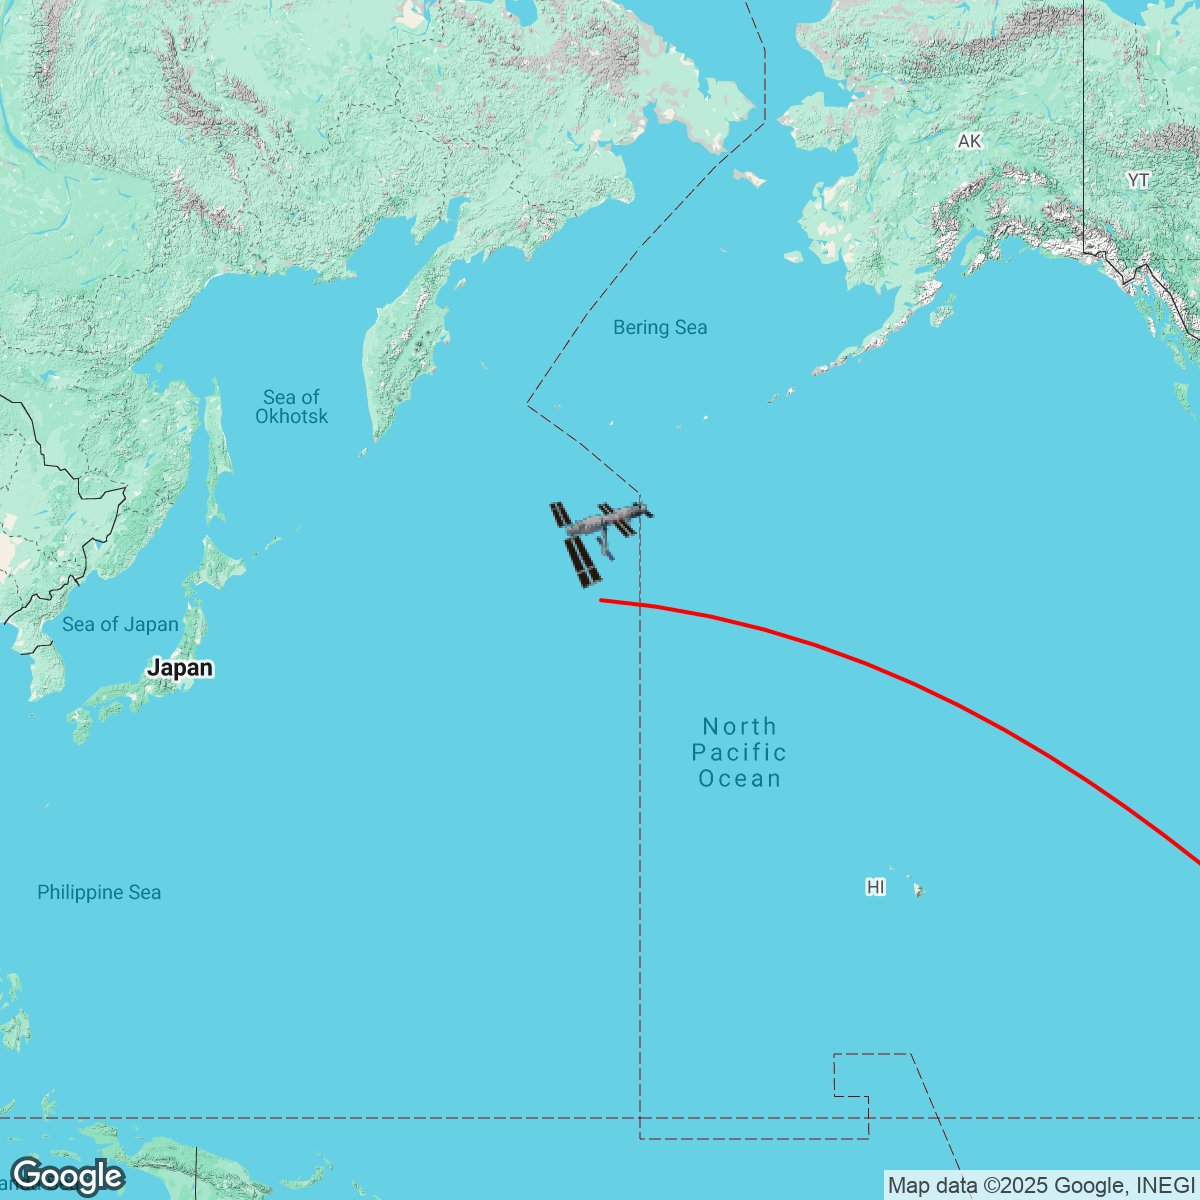 AK
YT
Bering Sea
Sea of
Okhotsk
Sea of Japan
Japan
North
Pacific
Ocean
HI
Philippine Sea
Google
Map data ©2025 Google, INEGI